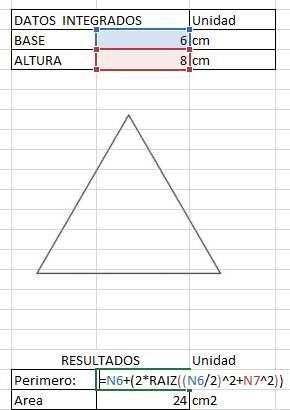 DATOS INTEGRADOS Unidad
BASE 6 cm
ALTURA 8 cm
RESULTADOS Unidad
Perimero: =N6+(2*RAIZ((N6/2)^2+N7^2))
Area 24 cm2